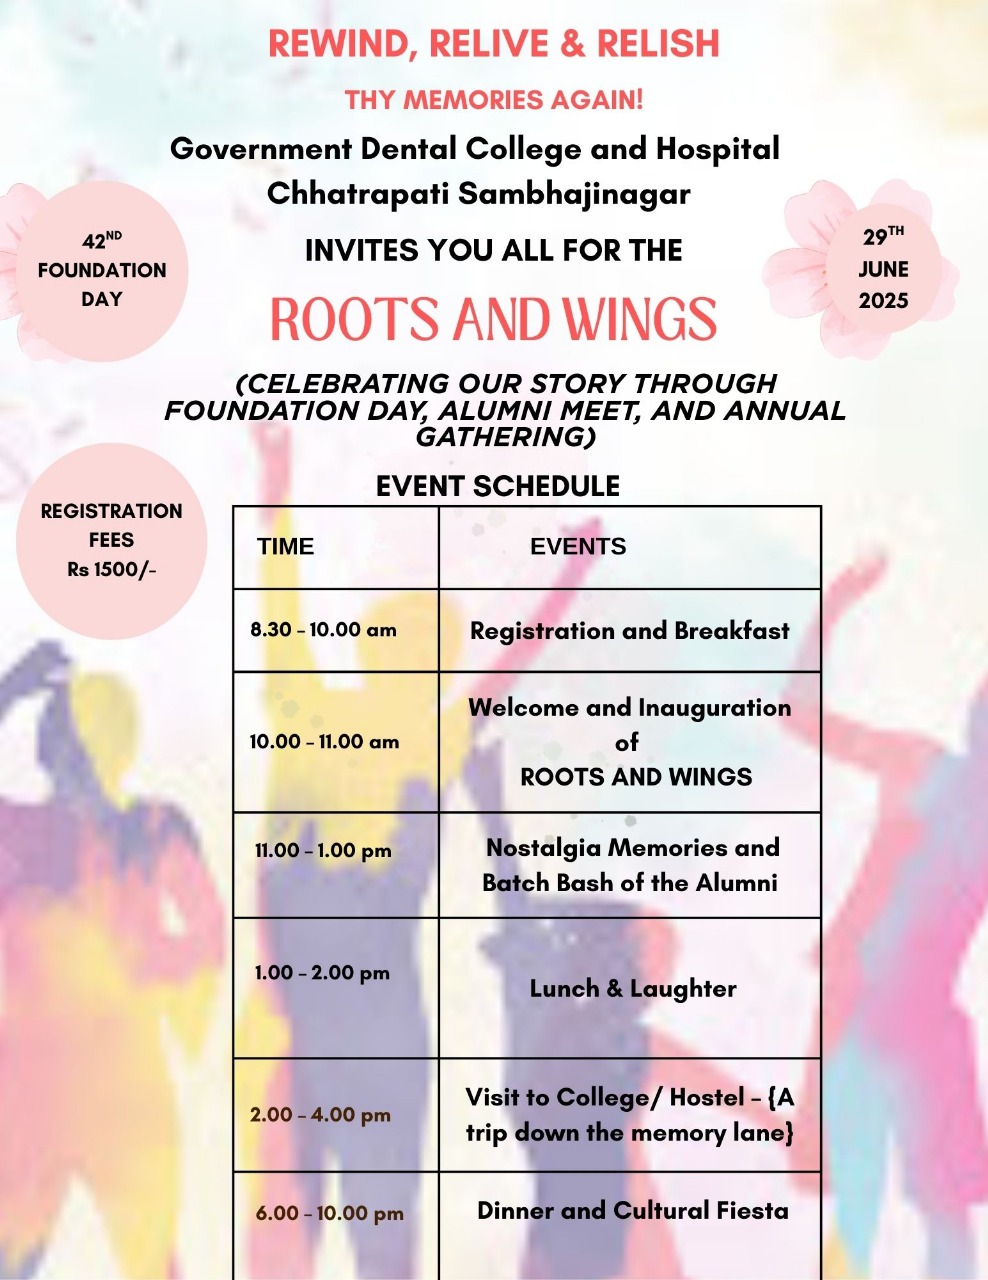 REWIND, RELIVE & RELISH
THY MEMORIES AGAIN!
Government Dental College and Hospital
Chhatrapati Sambhajinagar
42ND
FOUNDATION
DAY
INVITES YOU ALL FOR THE
29TH
JUNE
2025
ROOTS AND WINGS
(CELEBRATING OUR STORY THROUGH
FOUNDATION DAY, ALUMNI MEET, AND ANNUAL
GATHERING)
REGISTRATION
FEES
Rs 1500/-
EVENT SCHEDULE
TIME EVENTS
8.30 – 10.00 am Registration and Breakfast
10.00 – 11.00 am Welcome and Inauguration
of
ROOTS AND WINGS
11.00 – 1.00 pm Nostalgia Memories and
Batch Bash of the Alumni
1.00 – 2.00 pm Lunch & Laughter
2.00 – 4.00 pm Visit to College/ Hostel – {A
trip down the memory lane}
6.00 – 10.00 pm Dinner and Cultural Fiesta